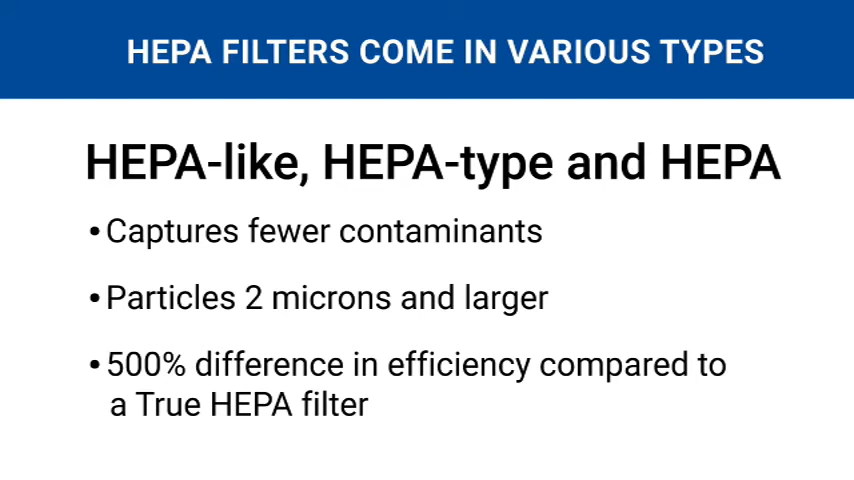 HEPA FILTERS COME IN VARIOUS TYPES
HEPA-like, HEPA-type and HEPA
•Captures fewer contaminants
•Particles 2 microns and larger
•500% difference in efficiency compared to
a True HEPA filter